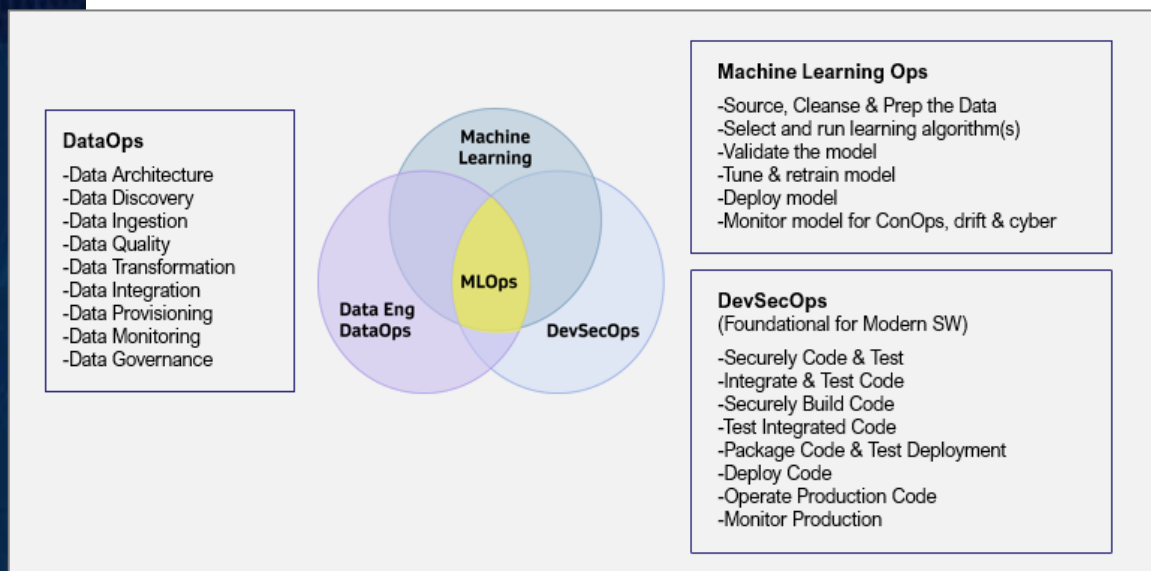 DataOps
-Data Architecture
-Data Discovery
-Data Ingestion
-Data Quality
-Data Transformation
-Data Integration
-Data Provisioning
-Data Monitoring
-Data Governance
Machine
Learning
MLOps
Data Eng
DataOps
DevSecOps
Machine Learning Ops
-Source, Cleanse & Prep the Data
-Select and run learning algorithm(s)
-Validate the model
-Tune & retrain model
-Deploy model
-Monitor model for ConOps, drift & cyber
DevSecOps
(Foundational for Modern SW)
-Securely Code & Test
-Integrate & Test Code
-Securely Build Code
-Test Integrated Code
-Package Code & Test Deployment
-Deploy Code
-Operate Production Code
-Monitor Production